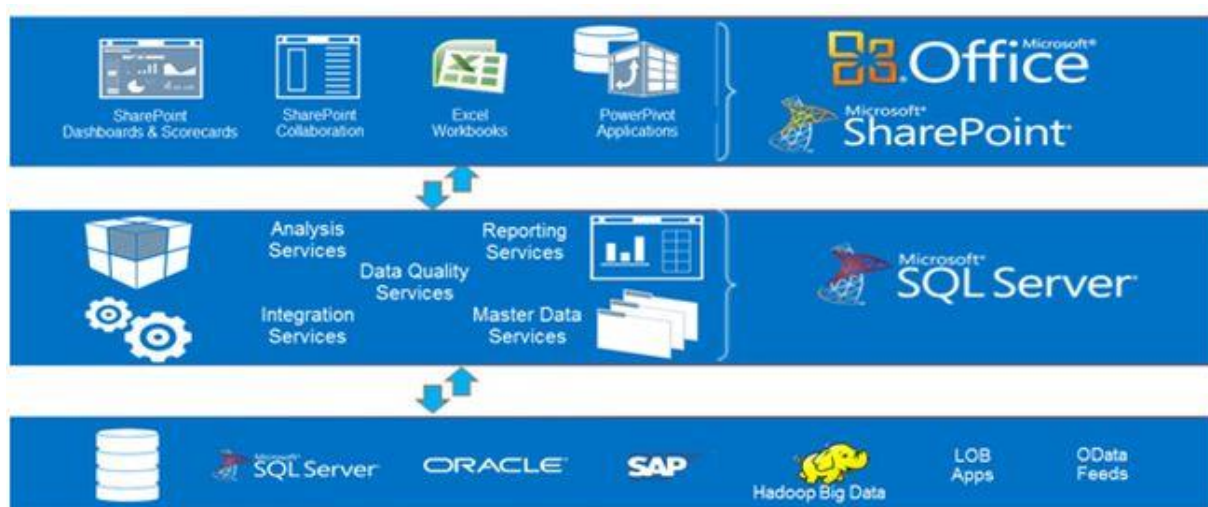 SharePoint
Dashboards & Scorecards
SharePoint
Collaboration
Excel
Workbooks
PowerPivot
Applications
Microsoft®
Office
Microsoft®
SharePoint®
Analysis
Services
Reporting
Services
Data Quality
Services
Integration
Services
Master Data
Services
Microsoft®
SQL Server®
Microsoft®
SQL Server®
ORACLE®
SAP
Hadoop Big Data
LOB
Apps
OData
Feeds